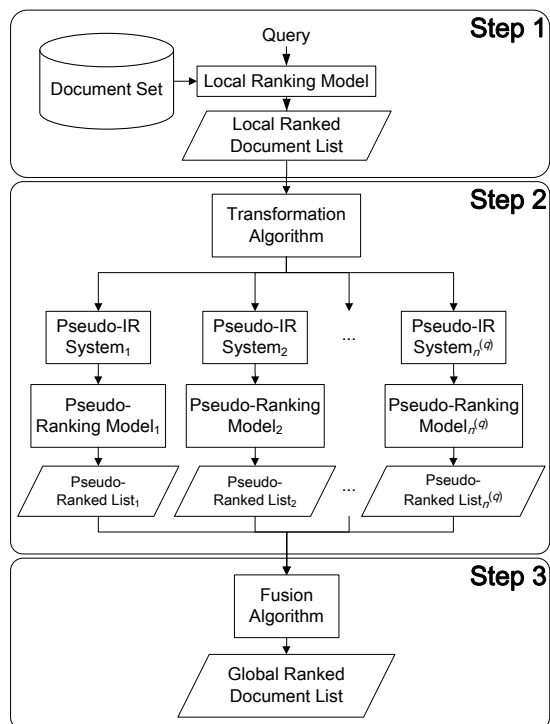 Step 1
Query
Document Set
Local Ranking Model
Local Ranked
Document List
Step 2
Transformation
Algorithm
Pseudo-IR
System₁
Pseudo-IR
System₂
...
Pseudo-IR
Systemₙ₍q₎
Pseudo-
Ranking Model₁
Pseudo-Ranking
Model₂
Pseudo-Ranking
Modelₙ₍q₎
Pseudo-
Ranked List₁
Pseudo-
Ranked List₂
...
Pseudo-
Ranked Listₙ₍q₎
Step 3
Fusion
Algorithm
Global Ranked
Document List